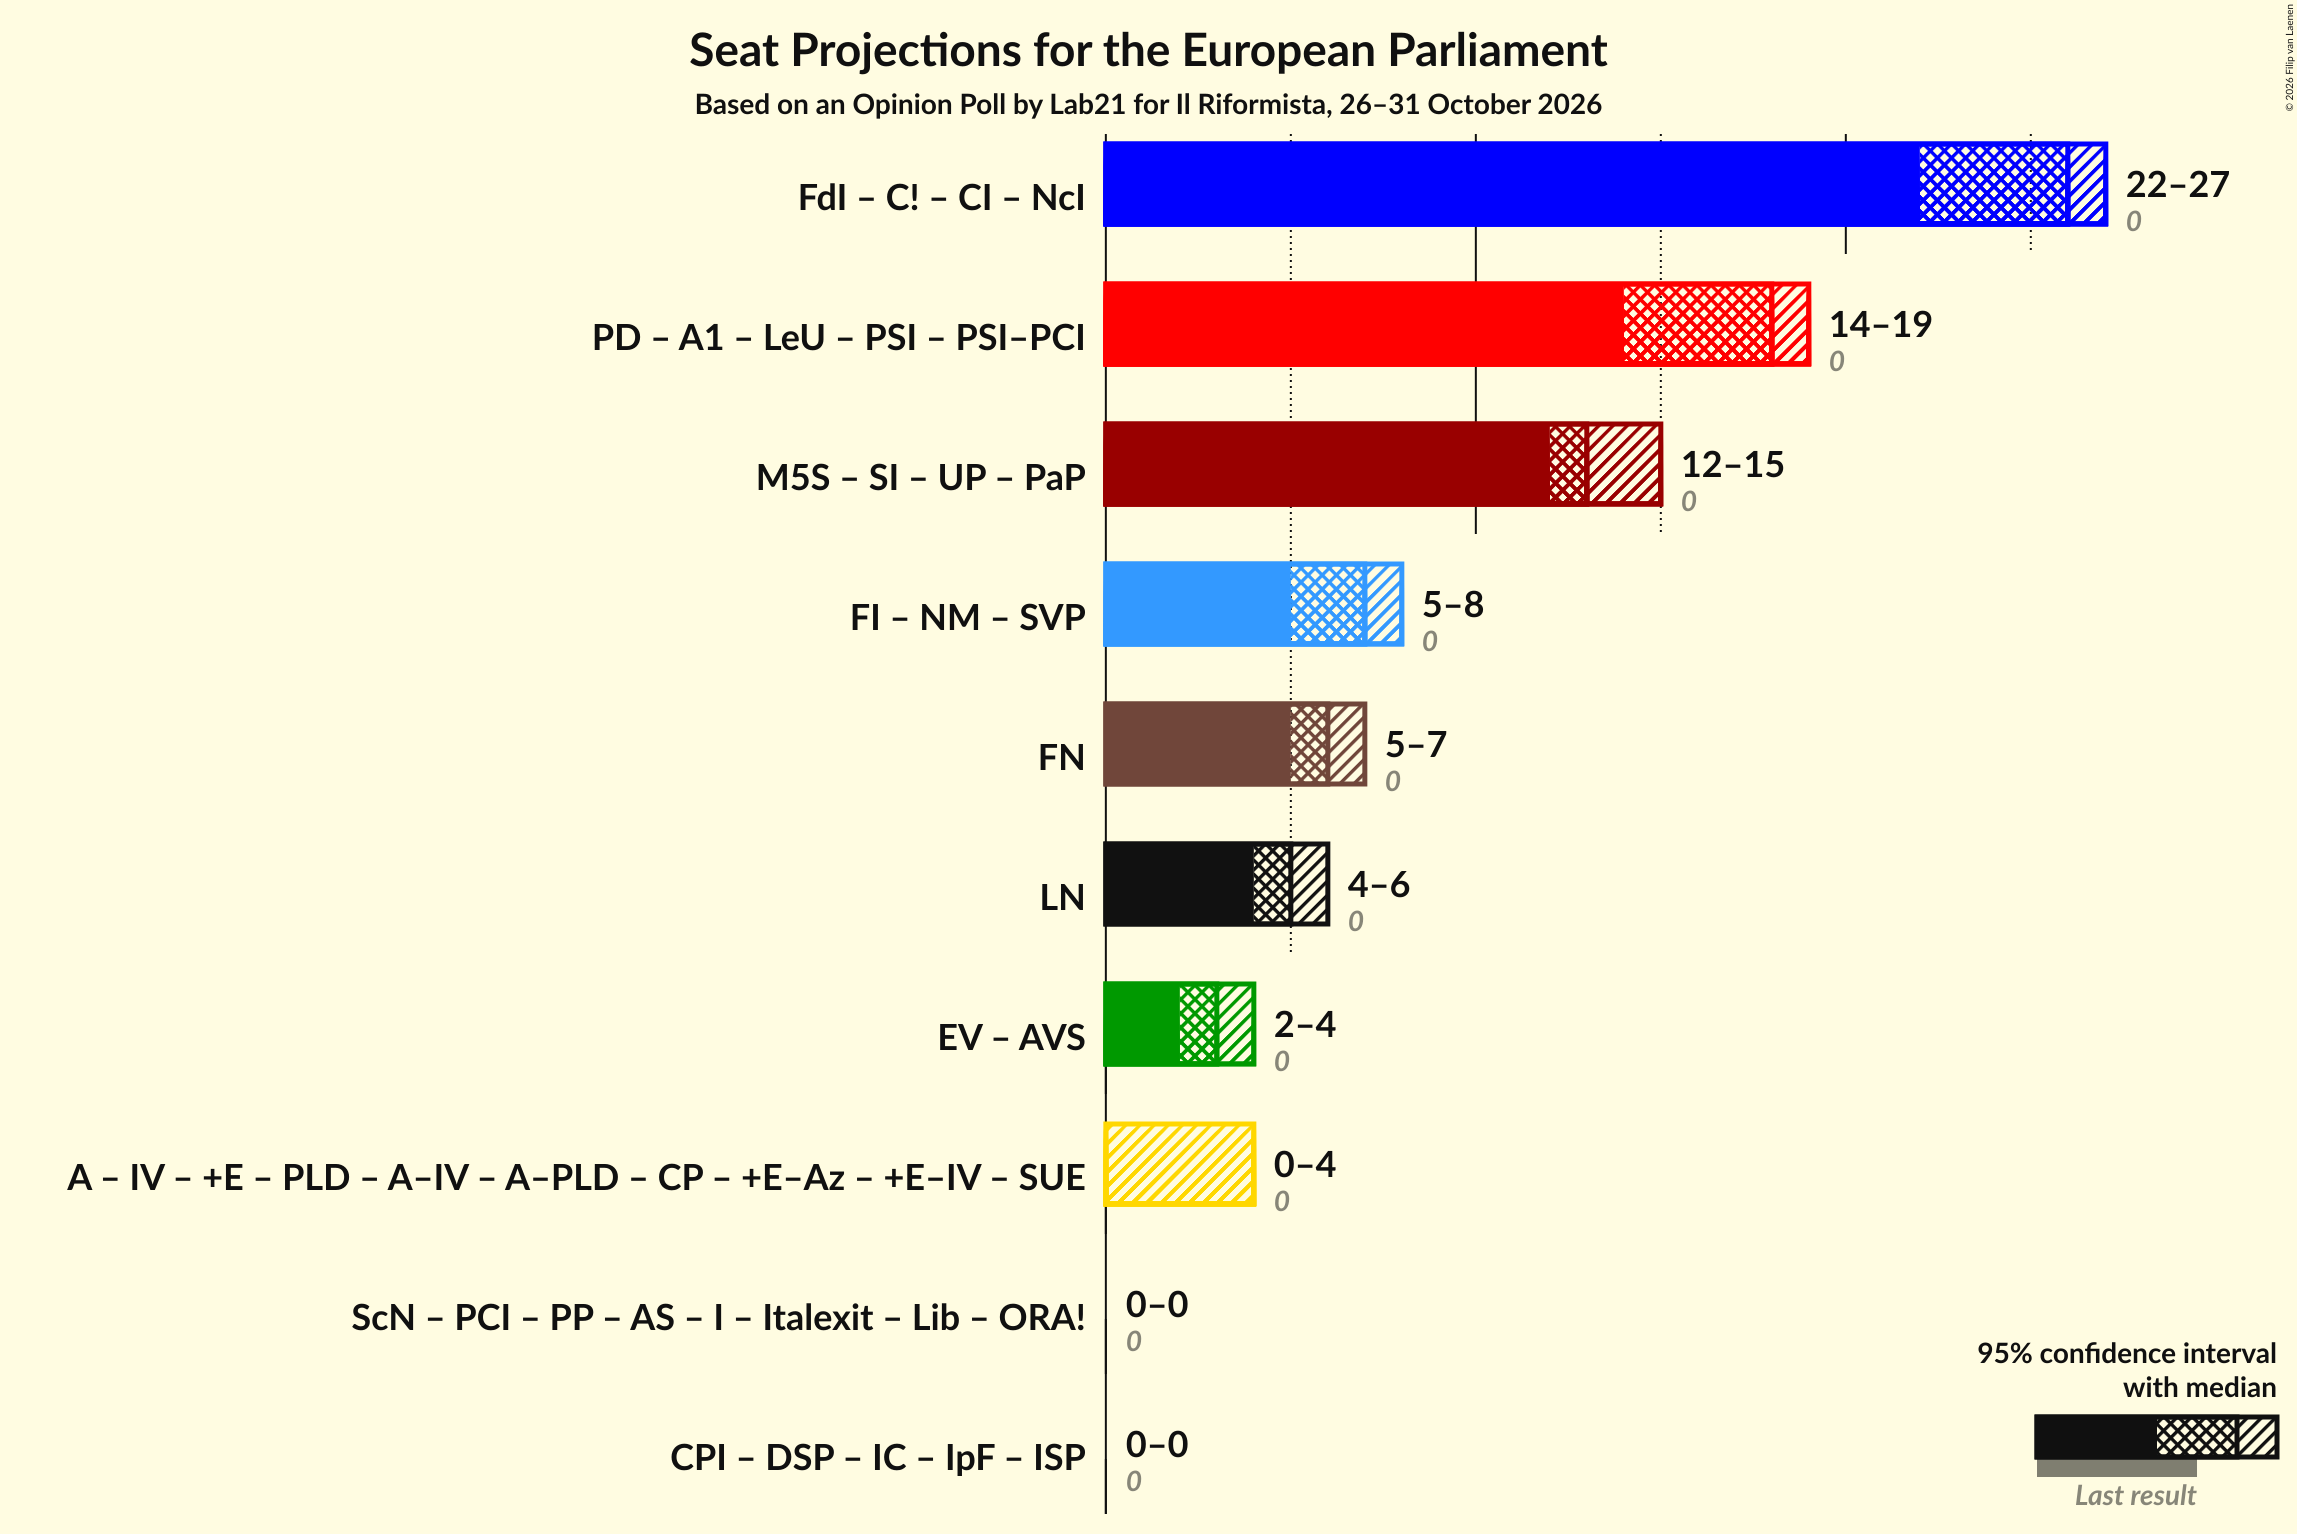 Seat Projections for the European Parliament
Based on an Opinion Poll by Lab21 for Il Riformista, 26–31 October 2026
© 2026 Filip van Laenen
FdI – C! – CI – NcI
22–27
0
PD – A1 – LeU – PSI – PSI–PCI
14–19
0
M5S – SI – UP – PaP
12–15
0
FI – NM – SVP
5–8
0
FN
5–7
0
LN
4–6
0
EV – AVS
2–4
0
A – IV – +E – PLD – A–IV – A–PLD – CP – +E–Az – +E–IV – SUE
0–4
0
ScN – PCI – PP – AS – I – Italexit – Lib – ORA!
0–0
0
CPI – DSP – IC – IpF – ISP
0–0
0
95% confidence interval
with median
Last result